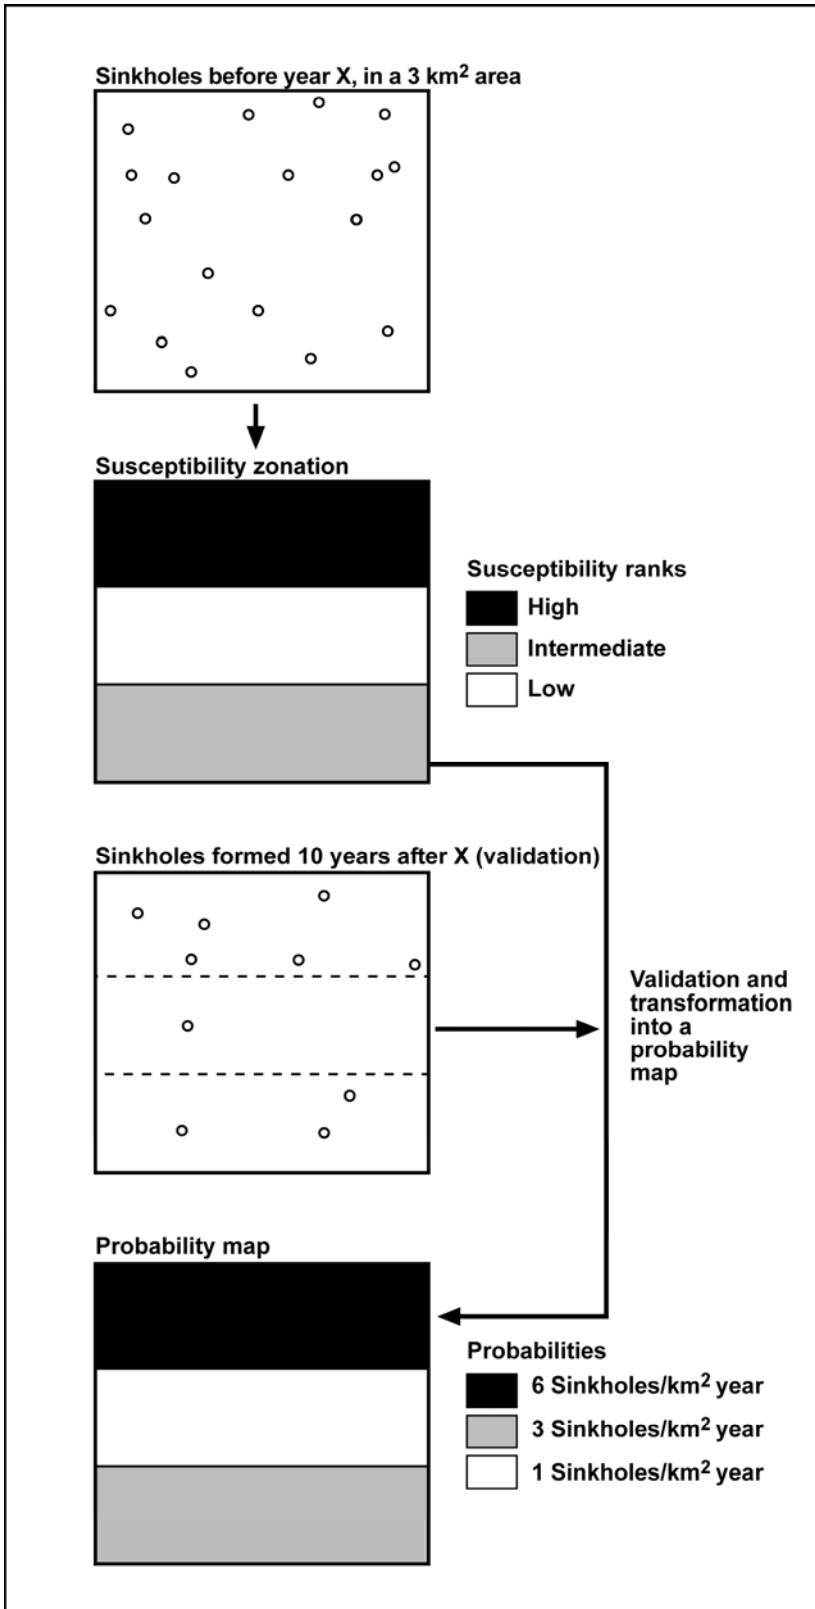 Sinkholes before year X, in a 3 km² area
Susceptibility zonation
Susceptibility ranks
High
Intermediate
Low
Sinkholes formed 10 years after X (validation)
Validation and
transformation
into a
probability
map
Probability map
Probabilities
6 Sinkholes/km² year
3 Sinkholes/km² year
1 Sinkholes/km² year